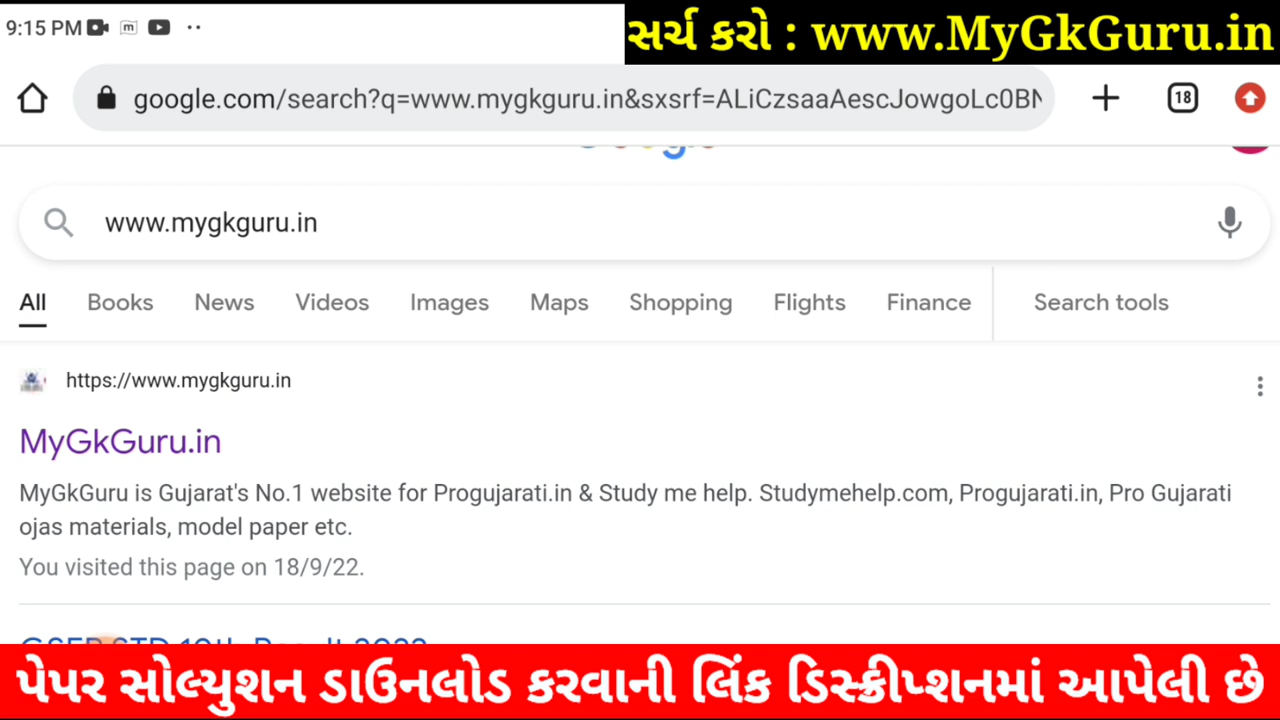 9:15 PM
સર્ચ કરો : www.MyGkGuru.in
google.com/search?q=www.mygkguru.in&sxsrf=ALiCzsaaAescJowgoLc0BN
18
www.mygkguru.in
All Books News Videos Images Maps Shopping Flights Finance Search tools
https://www.mygkguru.in
MyGkGuru.in
MyGkGuru is Gujarat's No.1 website for Progujarati.in & Study me help. Studymehelp.com, Progujarati.in, Pro Gujarati
ojas materials, model paper etc.
You visited this page on 18/9/22.
પેપર સોલ્યુશન ડાઉનલોડ કરવાની લિંક ડિસ્ક્રીપ્શનમાં આપેલી છે